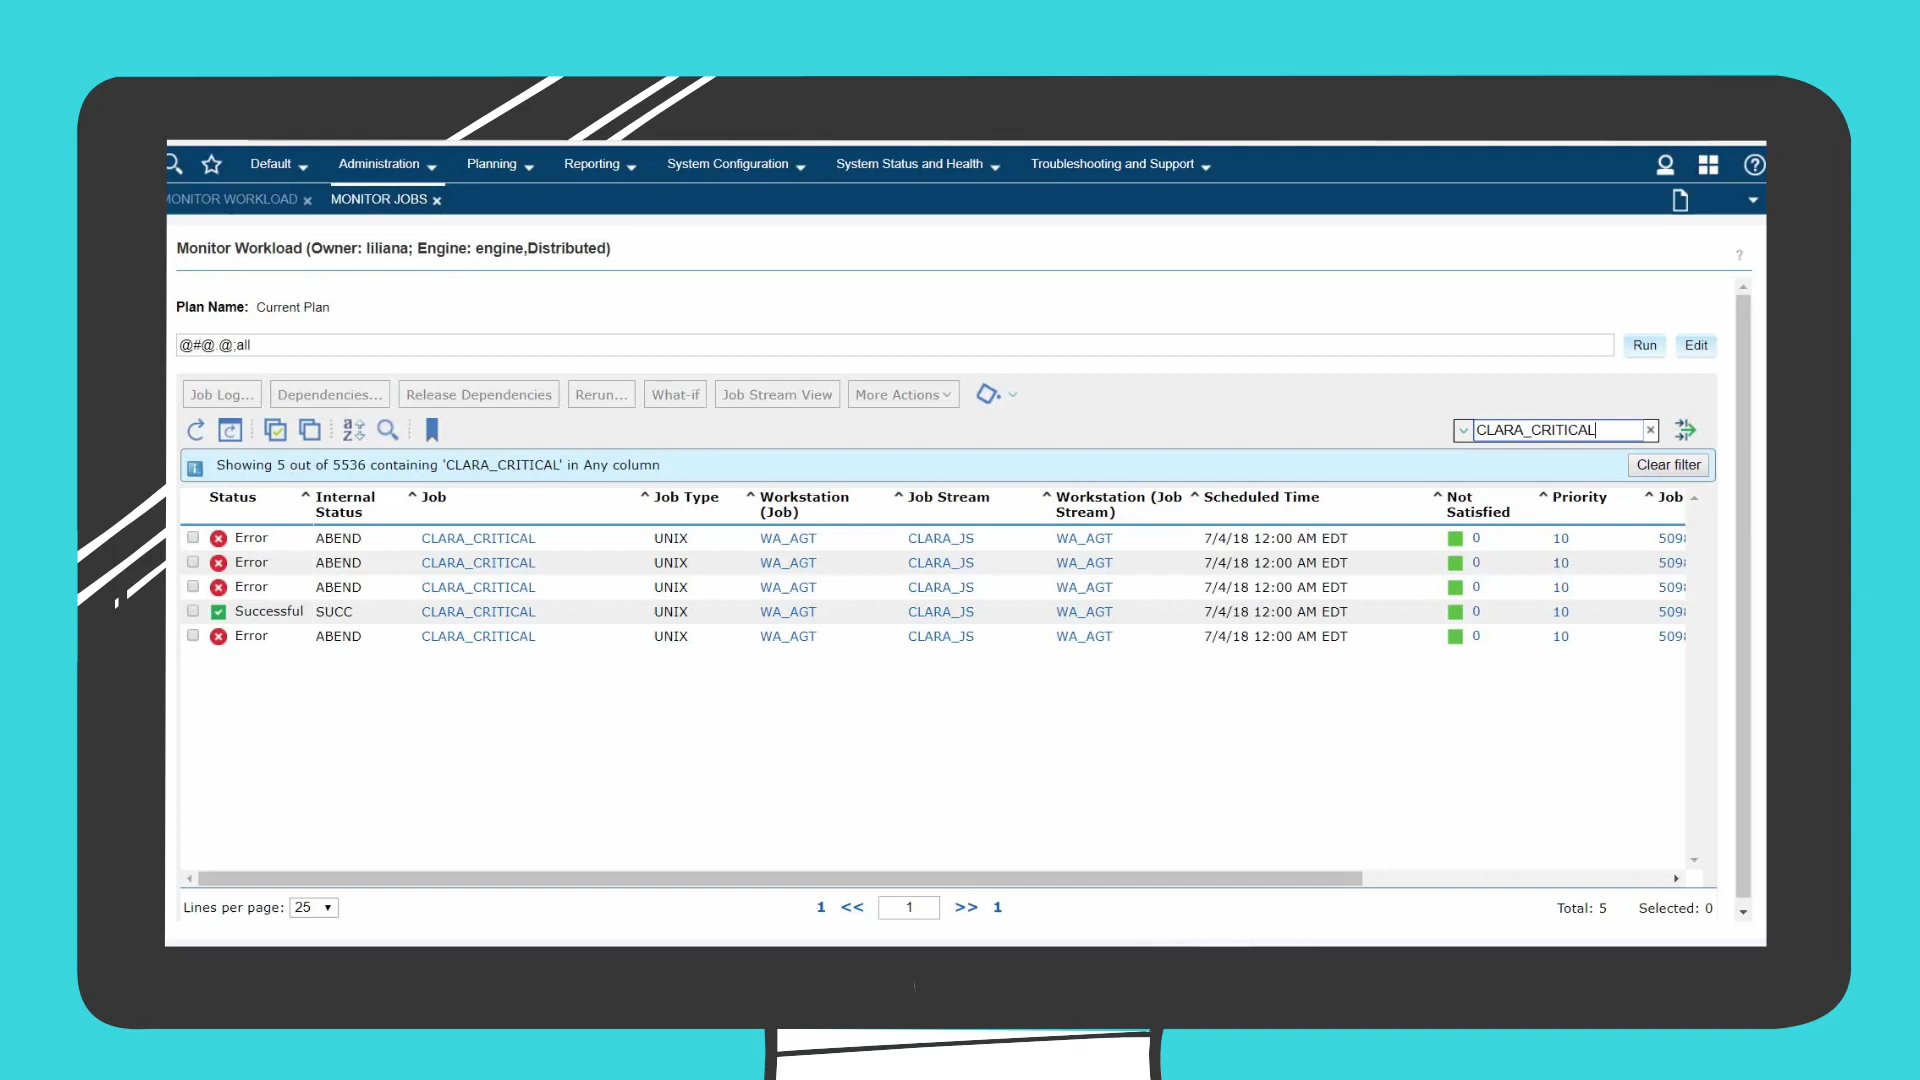 Default Administration Planning Reporting System Configuration System Status and Health Troubleshooting and Support
MONITOR WORKLOAD × MONITOR JOBS ×
Monitor Workload (Owner: liliana; Engine: engine,Distributed)
?
Plan Name: Current Plan
@#@.@;all Run Edit
Job Log... Dependencies... Release Dependencies Rerun... What-if Job Stream View More Actions
CLARA_CRITICAL ×
Showing 5 out of 5536 containing 'CLARA_CRITICAL' in Any column Clear filter
Status ^ Internal Status ^ Job ^ Job Type ^ Workstation (Job) ^ Job Stream ^ Workstation (Job Stream) ^ Scheduled Time ^ Not Satisfied ^ Priority ^ Job
Error ABEND CLARA_CRITICAL UNIX WA_AGT CLARA_JS WA_AGT 7/4/18 12:00 AM EDT 0 10 509
Error ABEND CLARA_CRITICAL UNIX WA_AGT CLARA_JS WA_AGT 7/4/18 12:00 AM EDT 0 10 509
Error ABEND CLARA_CRITICAL UNIX WA_AGT CLARA_JS WA_AGT 7/4/18 12:00 AM EDT 0 10 509
Successful SUCC CLARA_CRITICAL UNIX WA_AGT CLARA_JS WA_AGT 7/4/18 12:00 AM EDT 0 10 509
Error ABEND CLARA_CRITICAL UNIX WA_AGT CLARA_JS WA_AGT 7/4/18 12:00 AM EDT 0 10 509
Lines per page: 25 1 << 1 >> 1 Total: 5 Selected: 0